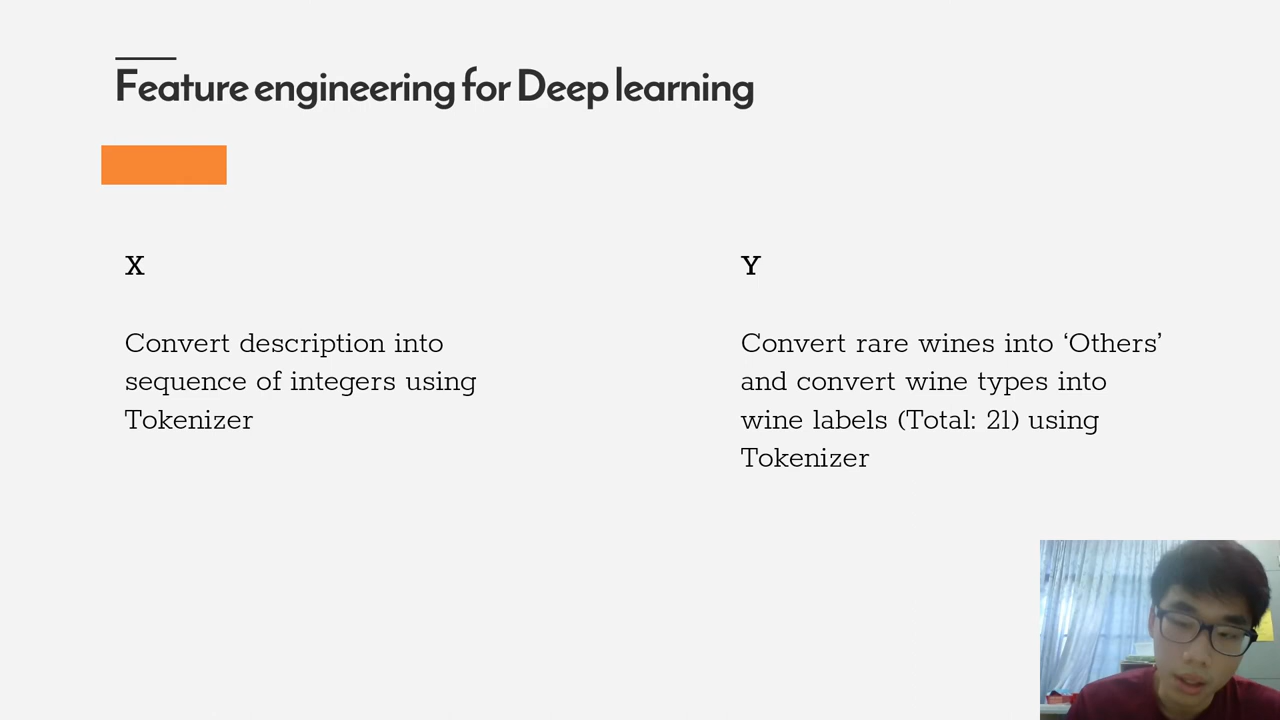 Feature engineering for Deep learning
X
Convert description into
sequence of integers using
Tokenizer
Y
Convert rare wines into ‘Others’
and convert wine types into
wine labels (Total: 21) using
Tokenizer